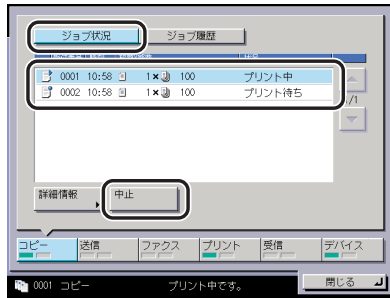 ジョブ状況 ジョブ履歴
0001 10:58 1× 100 プリント中
0002 10:58 1× 100 プリント待ち
/1
詳細情報 中止
コピー 送信 ファクス プリント 受信 デバイス
0001 コピー プリント中です。 閉じる